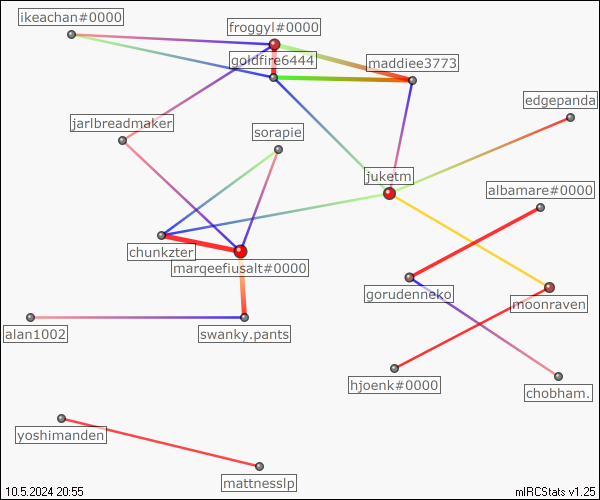 ikeachan#0000
froggyl#0000
goldfire6444
maddiee3773
edgepanda
jarlbreadmaker
sorapie
juketm
albamare#0000
chunkzter
marqeefiusalt#0000
gorudenneko
moonraven
alan1002
swanky.pants
hjoenk#0000
chobham.
yoshimanden
mattnesslp
10.5.2024 20:55
mIRCStats v1.25